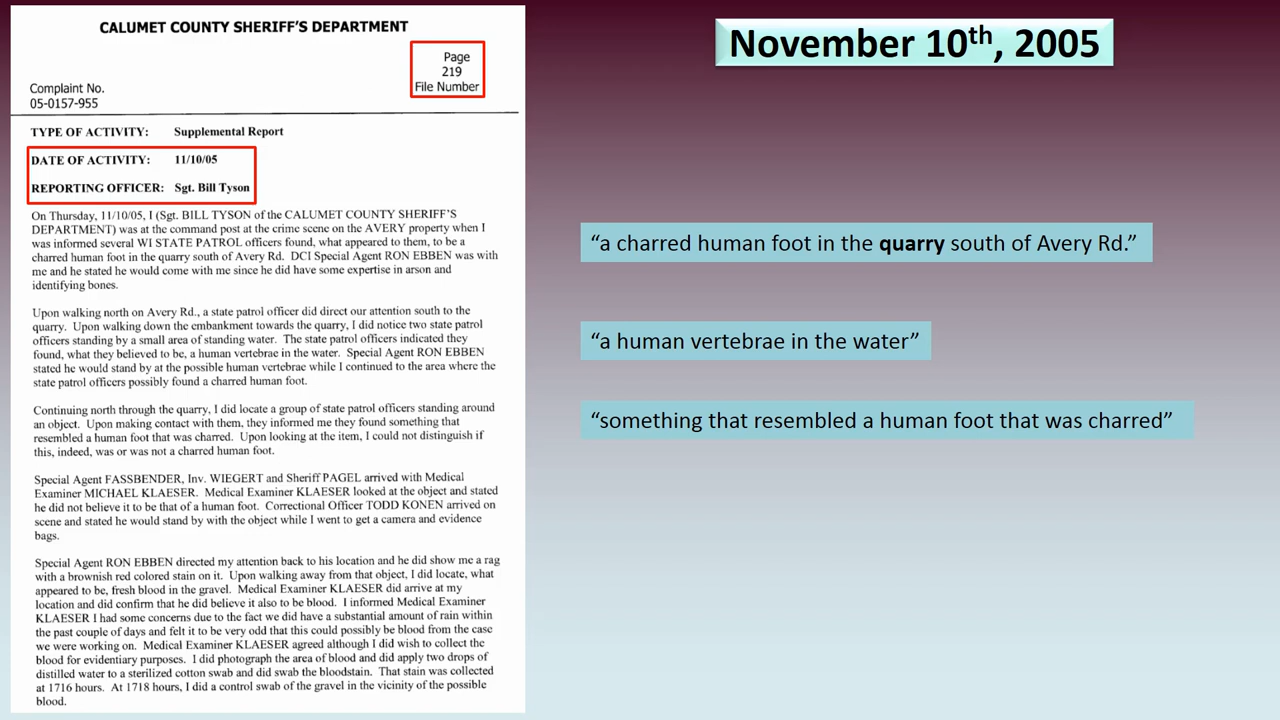 CALUMET COUNTY SHERIFF'S DEPARTMENT
Page
219
File Number
Complaint No.
05-0157-955
TYPE OF ACTIVITY: Supplemental Report
DATE OF ACTIVITY: 11/10/05
REPORTING OFFICER: Sgt. Bill Tyson
On Thursday, 11/10/05, I (Sgt. BILL TYSON of the CALUMET COUNTY SHERIFF'S
DEPARTMENT) was at the command post at the crime scene on the AVERY property when I
was informed several WI STATE PATROL officers found, what appeared to them, to be a
charred human foot in the quarry south of Avery Rd. DCI Special Agent RON EBBEN was with
me and he stated he would come with me since he did have some expertise in arson and
identifying bones.
Upon walking north on Avery Rd., a state patrol officer did direct our attention south to the
quarry. Upon walking down the embankment towards the quarry, I did notice two state patrol
officers standing by a small area of standing water. The state patrol officers indicated they
found, what they believed to be, a human vertebrae in the water. Special Agent RON EBBEN
stated he would stand by at the possible human vertebrae while I continued to the area where the
state patrol officers possibly found a charred human foot.
Continuing north through the quarry, I did locate a group of state patrol officers standing around
an object. Upon making contact with them, they informed me they found something that
resembled a human foot that was charred. Upon looking at the item, I could not distinguish if
this, indeed, was or was not a charred human foot.
Special Agent FASSBENDER, Inv. WIEGERT and Sheriff PAGEL arrived with Medical
Examiner MICHAEL KLAESER. Medical Examiner KLAESER looked at the object and stated
he did not believe it to be that of a human foot. Correctional Officer TODD KONEN arrived on
scene and stated he would stand by with the object while I went to get a camera and evidence
bags.
Special Agent RON EBBEN directed my attention back to his location and he did show me a rag
with a brownish red colored stain on it. Upon walking away from that object, I did locate, what
appeared to be, fresh blood in the gravel. Medical Examiner KLAESER did arrive at my
location and did confirm that he did believe it also to be blood. I informed Medical Examiner
KLAESER I had some concerns due to the fact we did have a substantial amount of rain within
the past couple of days and felt it to be very odd that this could possibly be blood from the case
we were working on. Medical Examiner KLAESER agreed although I did wish to collect the
blood for evidentiary purposes. I did photograph the area of blood and did apply two drops of
distilled water to a sterilized cotton swab and did swab the bloodstain. That stain was collected
at 1716 hours. At 1718 hours, I did a control swab of the gravel in the vicinity of the possible
blood.
November 10th, 2005
“a charred human foot in the quarry south of Avery Rd.”
“a human vertebrae in the water”
“something that resembled a human foot that was charred”